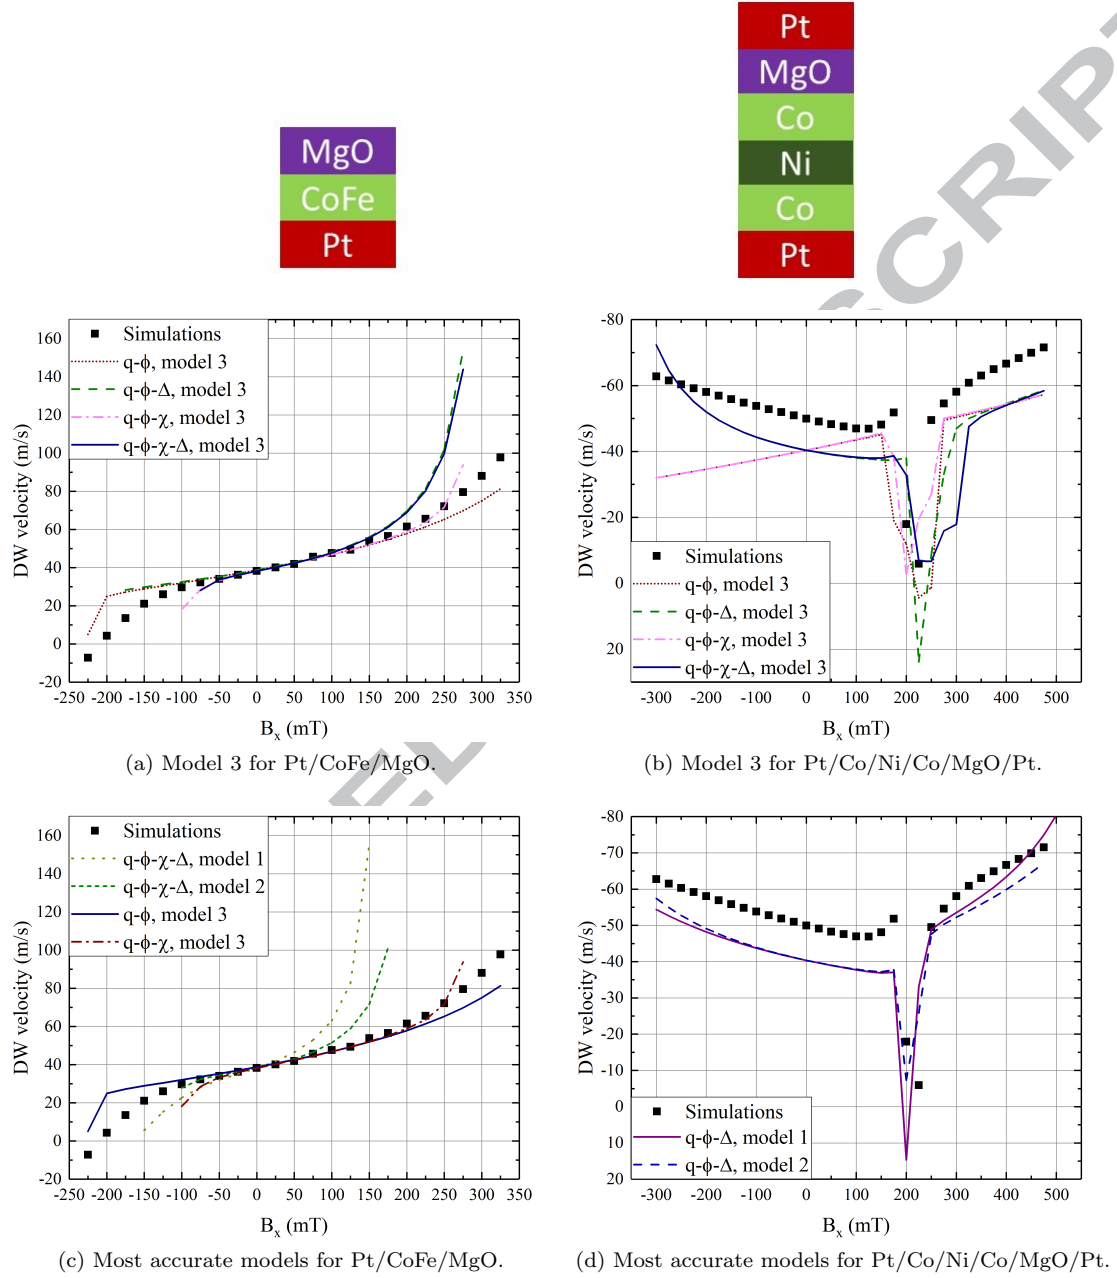 Pt
MgO
Co
Ni
Co
Pt
MgO
CoFe
Pt
160
140
120
100
80
60
40
20
0
-20
-250 -200 -150 -100 -50 0 50 100 150 200 250 300 350
DW velocity (m/s)
Bx (mT)
Simulations
q-ϕ, model 3
q-ϕ-Δ, model 3
q-ϕ-χ, model 3
q-ϕ-χ-Δ, model 3
(a) Model 3 for Pt/CoFe/MgO.
-80
-60
-40
-20
0
20
-300 -200 -100 0 100 200 300 400 500
DW velocity (m/s)
Bx (mT)
Simulations
q-ϕ, model 3
q-ϕ-Δ, model 3
q-ϕ-χ, model 3
q-ϕ-χ-Δ, model 3
(b) Model 3 for Pt/Co/Ni/Co/MgO/Pt.
160
140
120
100
80
60
40
20
0
-20
-250 -200 -150 -100 -50 0 50 100 150 200 250 300 350
DW velocity (m/s)
Bx (mT)
Simulations
q-ϕ-χ-Δ, model 1
q-ϕ-χ-Δ, model 2
q-ϕ, model 3
q-ϕ-χ, model 3
(c) Most accurate models for Pt/CoFe/MgO.
-80
-70
-60
-50
-40
-30
-20
-10
0
10
20
-300 -200 -100 0 100 200 300 400 500
DW velocity (m/s)
Bx (mT)
Simulations
q-ϕ-Δ, model 1
q-ϕ-Δ, model 2
(d) Most accurate models for Pt/Co/Ni/Co/MgO/Pt.